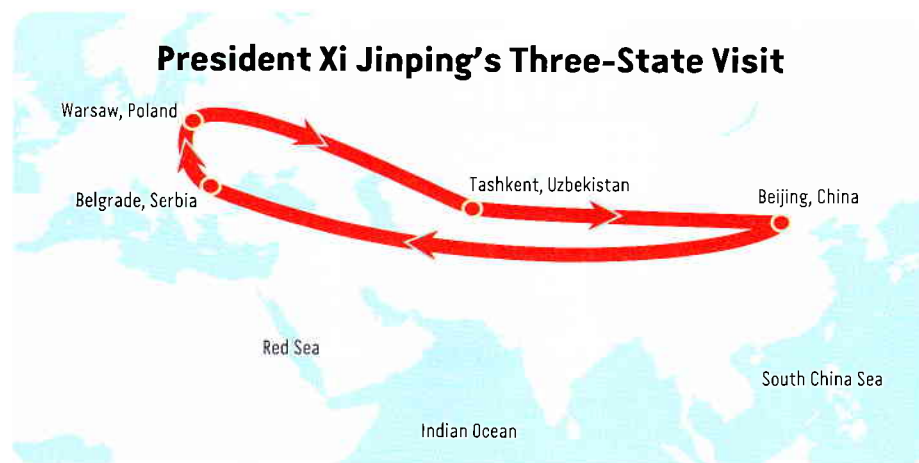 President Xi Jinping's Three-State Visit
Warsaw, Poland
Tashkent, Uzbekistan
Belgrade, Serbia
Beijing, China
Red Sea
South China Sea
Indian Ocean